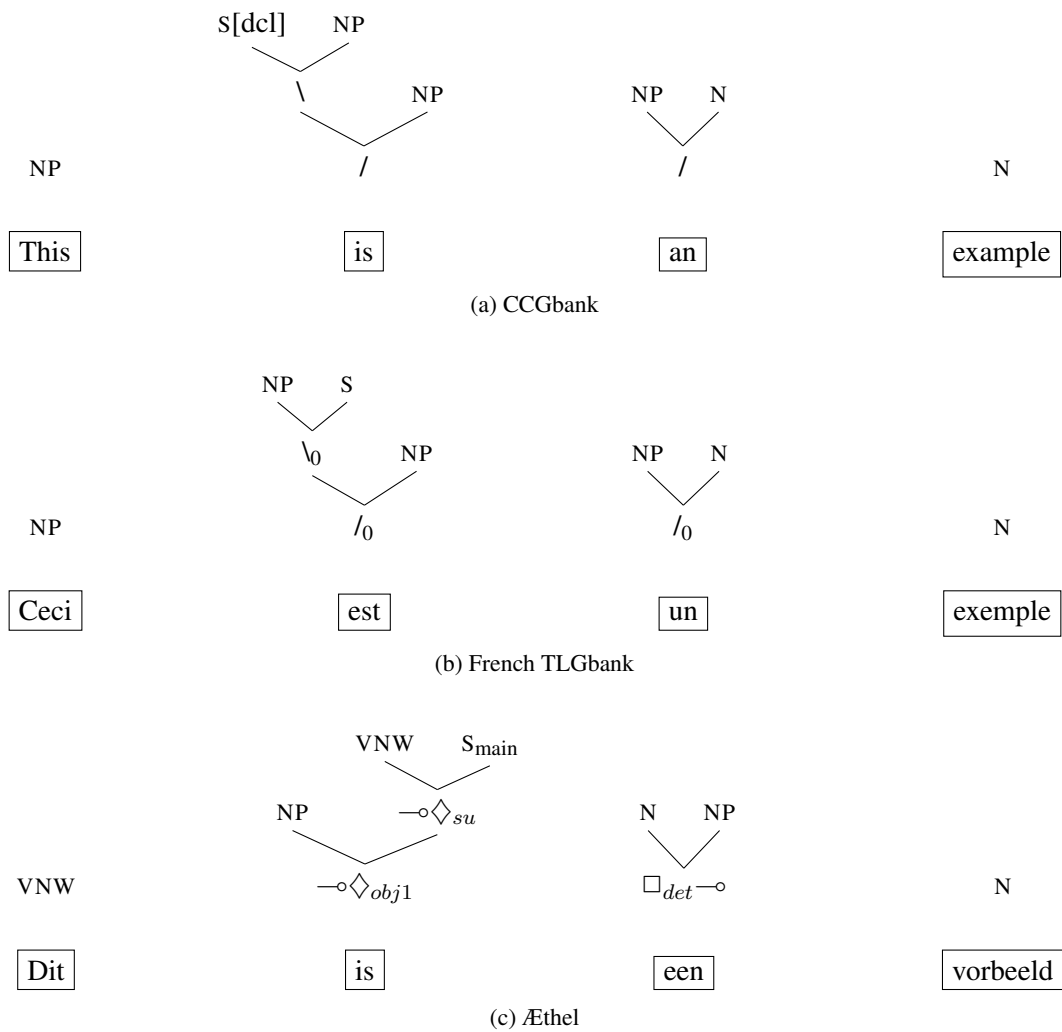 S[dcl] NP
\ NP NP N
NP / / N
This is an example
(a) CCGbank
NP S
\0 NP NP N
NP /0 /0 N
Ceci est un exemple
(b) French TLGbank
VNW Smain
NP ⊸◇su N NP
VNW ⊸◇obj1 □det⊸ N
Dit is een vorbeeld
(c) Æthel